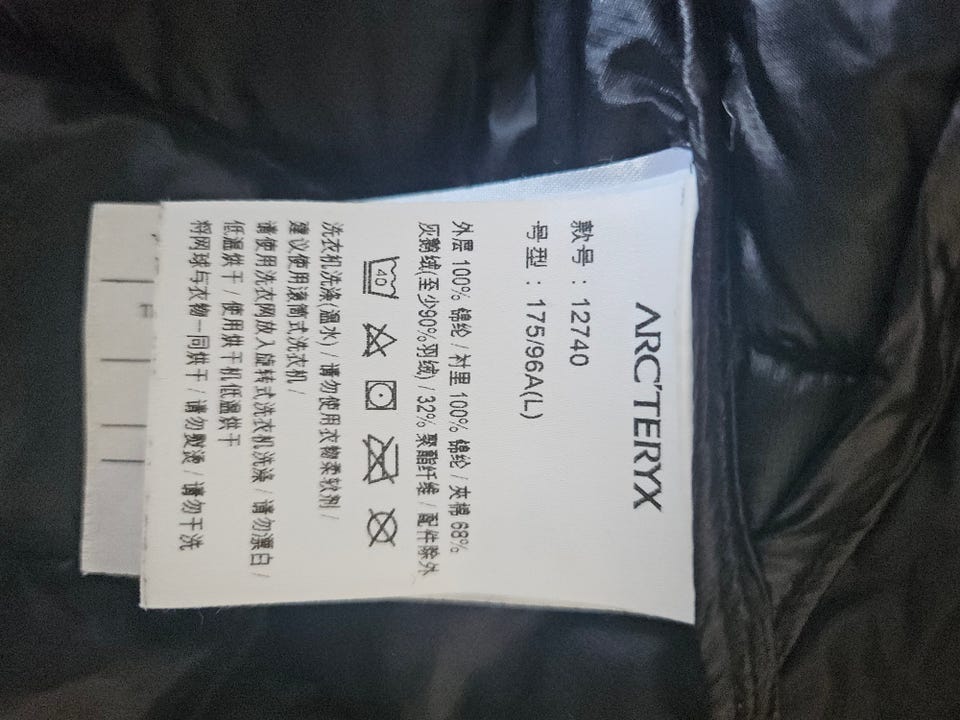 ARC'TERYX
款号：12740
号型：175/96A(L)
外层 100% 锦纶 / 衬里 100% 锦纶 / 夹棉 68%
灰鹅绒(至少90%羽绒) / 32% 聚酯纤维 / 配件除外
40
洗衣机洗涤(温水) / 请勿使用衣物柔软剂 /
建议使用滚筒式洗衣机 /
请使用洗衣网放入旋转式洗衣机洗涤 / 请勿漂白 /
低温烘干 / 使用烘干机低温烘干
将网球与衣物一同烘干 / 请勿熨烫 / 请勿干洗